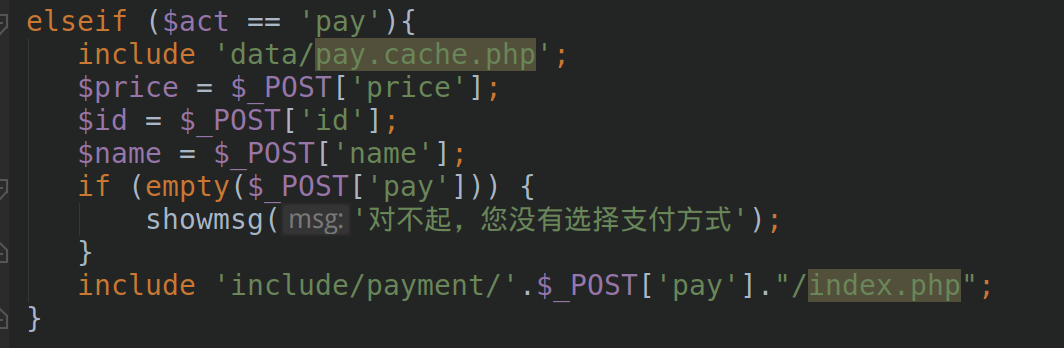 elseif ($act == 'pay'){
include 'data/pay.cache.php';
$price = $_POST['price'];
$id = $_POST['id'];
$name = $_POST['name'];
if (empty($_POST['pay'])) {
showmsg( msg: '对不起，您没有选择支付方式');
}
include 'include/payment/'.$_POST['pay']."/index.php";
}